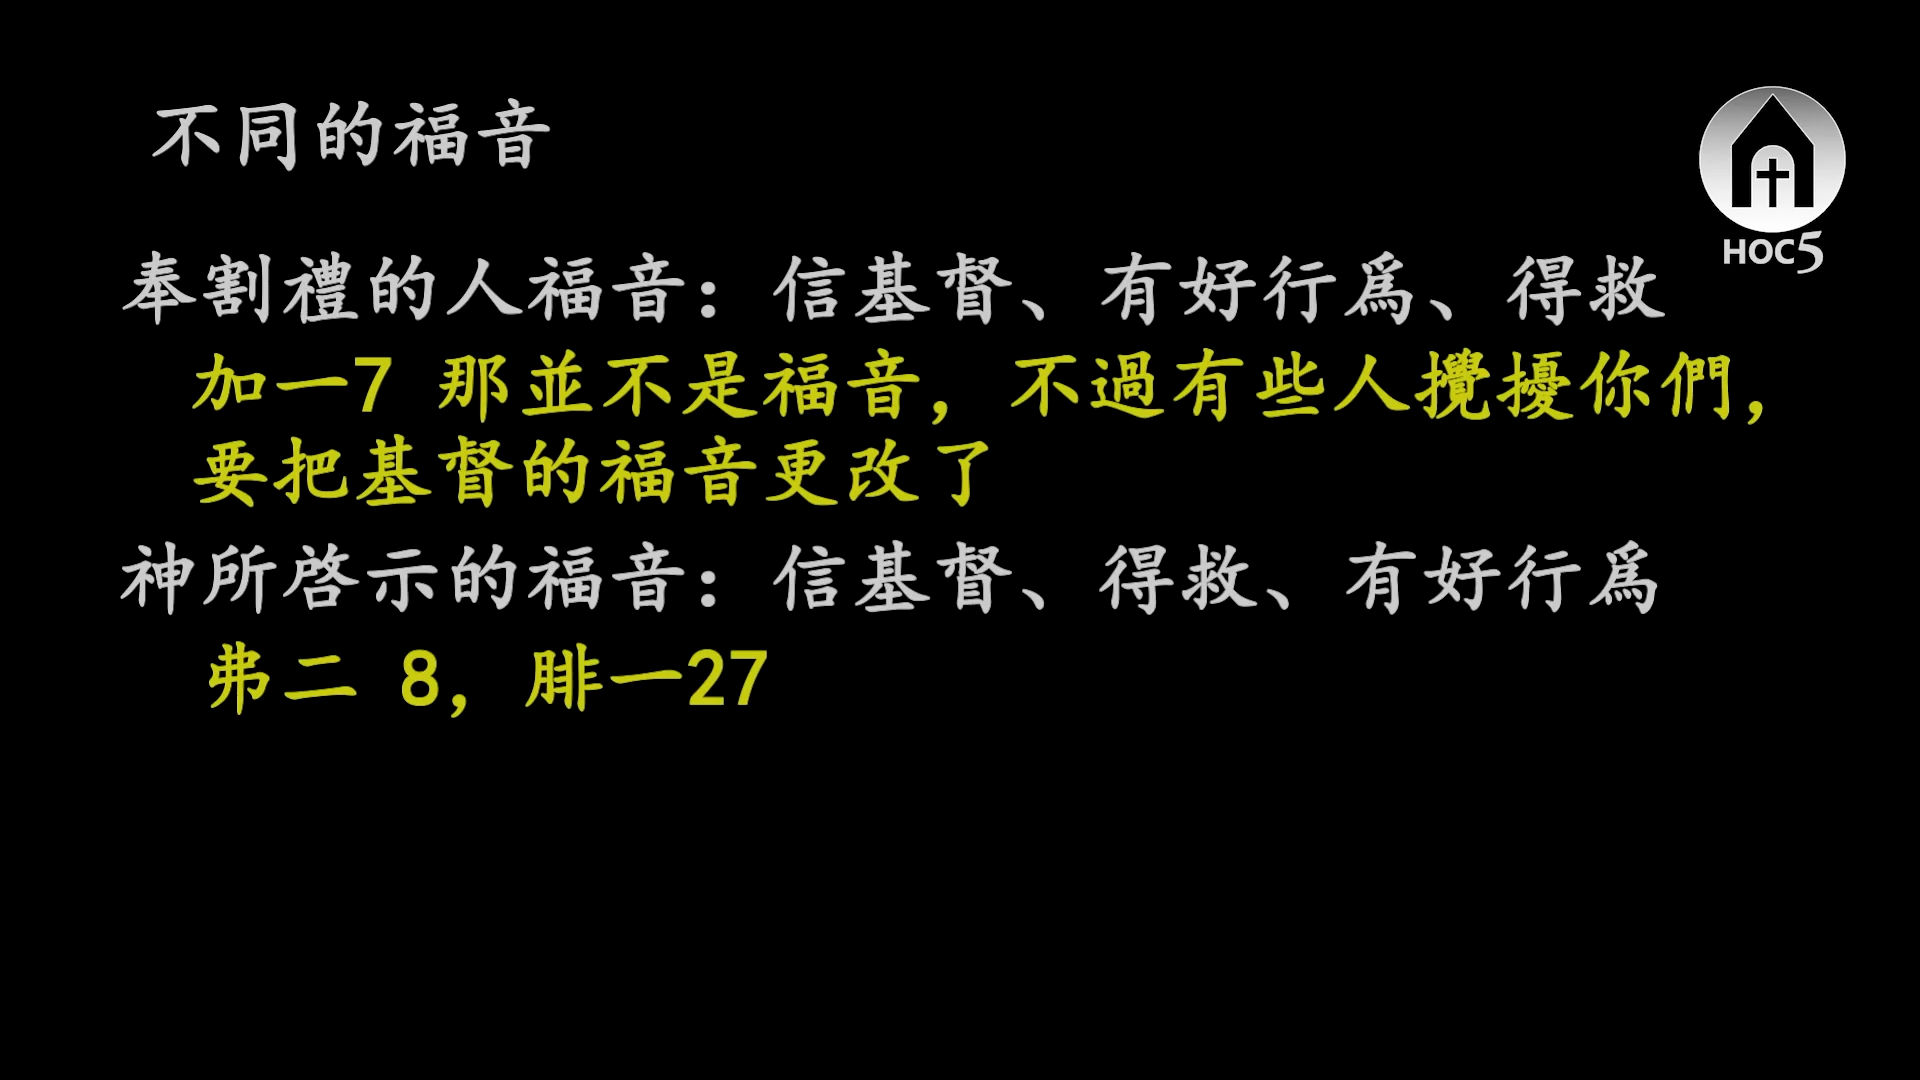 不同的福音
HOC5
奉割禮的人福音：信基督、有好行爲、得救
加一7 那並不是福音，不過有些人攪擾你們，
要把基督的福音更改了
神所啓示的福音：信基督、得救、有好行爲
弗二 8，腓一27